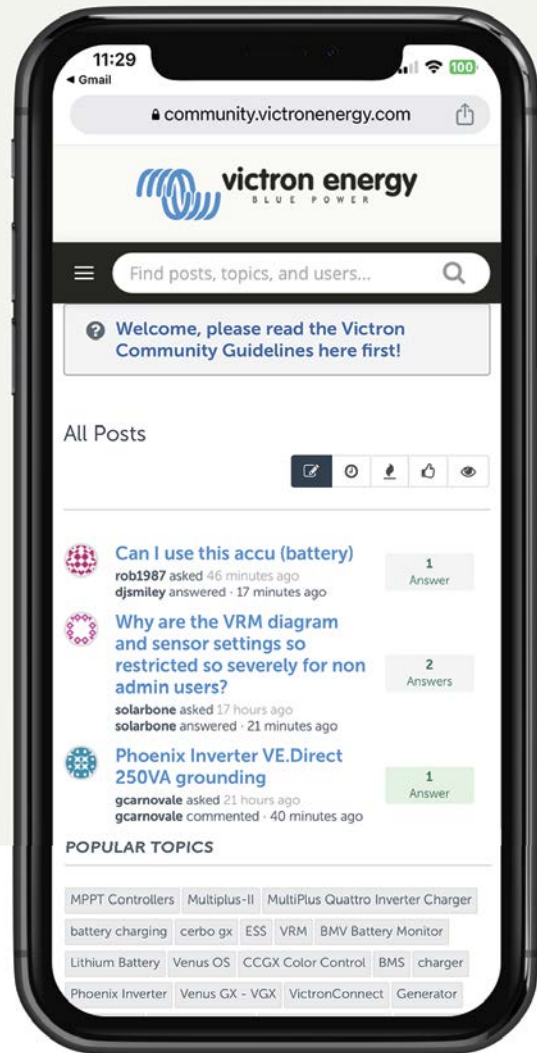 11:29
◀ Gmail
100
community.victronenergy.com
victron energy
BLUE POWER
Find posts, topics, and users...
Welcome, please read the Victron
Community Guidelines here first!
All Posts
Can I use this accu (battery)
rob1987 asked 46 minutes ago
djsmiley answered · 17 minutes ago
1
Answer
Why are the VRM diagram
and sensor settings so
restricted so severely for non
admin users?
solarbone asked 17 hours ago
solarbone answered · 21 minutes ago
2
Answers
Phoenix Inverter VE.Direct
250VA grounding
gcarnovale asked 21 hours ago
gcarnovale commented · 40 minutes ago
1
Answer
POPULAR TOPICS
MPPT Controllers Multiplus-II MultiPlus Quattro Inverter Charger
battery charging cerbo gx ESS VRM BMV Battery Monitor
Lithium Battery Venus OS CCGX Color Control BMS charger
Phoenix Inverter Venus GX - VGX VictronConnect Generator